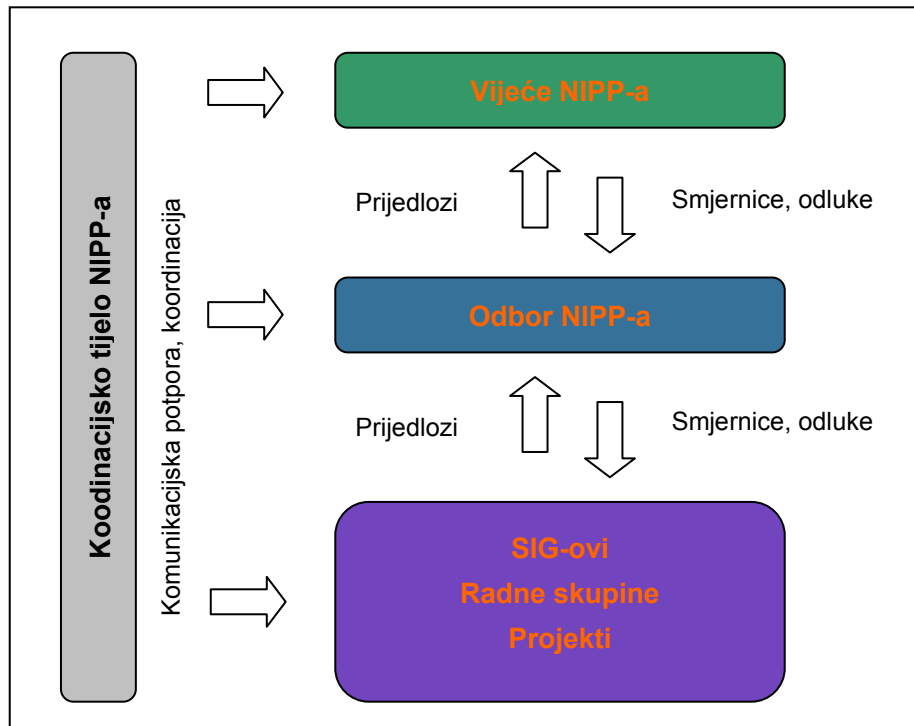 Koodinacijsko tijelo NIPP-a
Komunikacijska potpora, koordinacija
Vijeće NIPP-a
Prijedlozi
Smjernice, odluke
Odbor NIPP-a
Prijedlozi
Smjernice, odluke
SIG-ovi
Radne skupine
Projekti